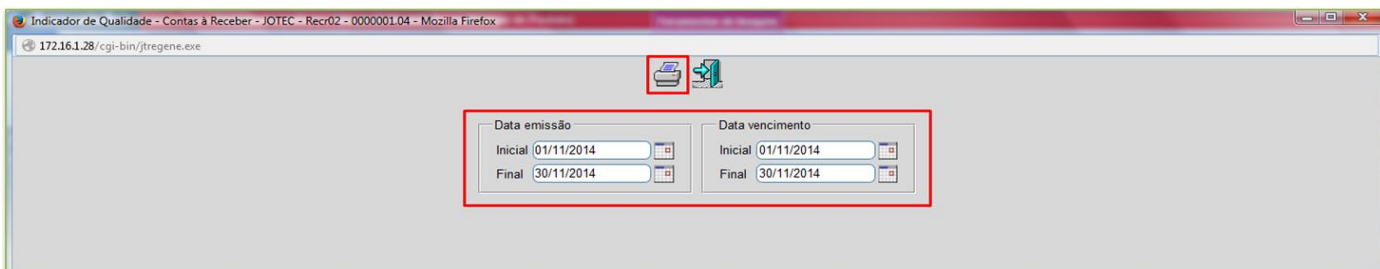 Indicador de Qualidade - Contas à Receber - JOTEC - Recr02 - 0000001.04 - Mozilla Firefox
172.16.1.28/cgi-bin/jtregene.exe
Data emissão
Data vencimento
Inicial 01/11/2014
Inicial 01/11/2014
Final 30/11/2014
Final 30/11/2014